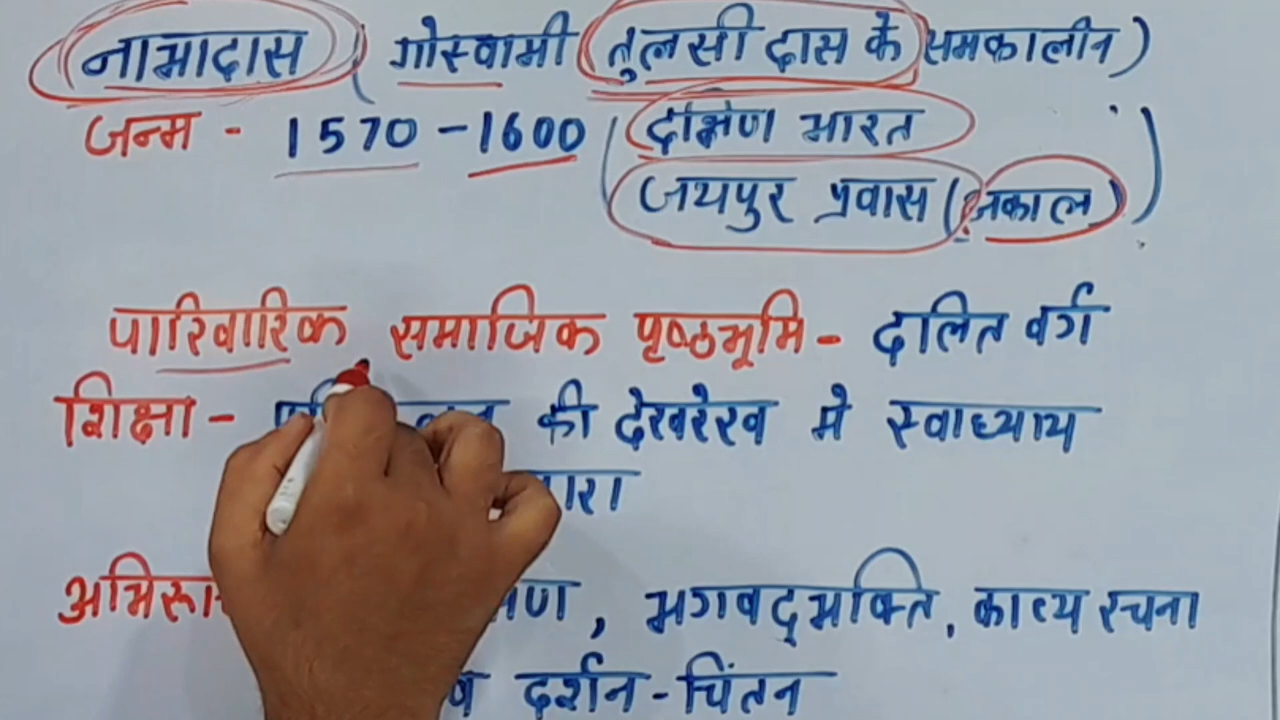 नाभादास (गोस्वामी तुलसी दास के समकालीन)
जन्म - 1570 - 1600 (दक्षिण भारत
जयपुर प्रवास (अकाल))
पारिवारिक समाजिक पृष्ठभूमि - दलित वर्ग
शिक्षा - की देखरेख मे स्वाध्याय
भगवद्भक्ति, काव्य रचना
दर्शन - चिंतन